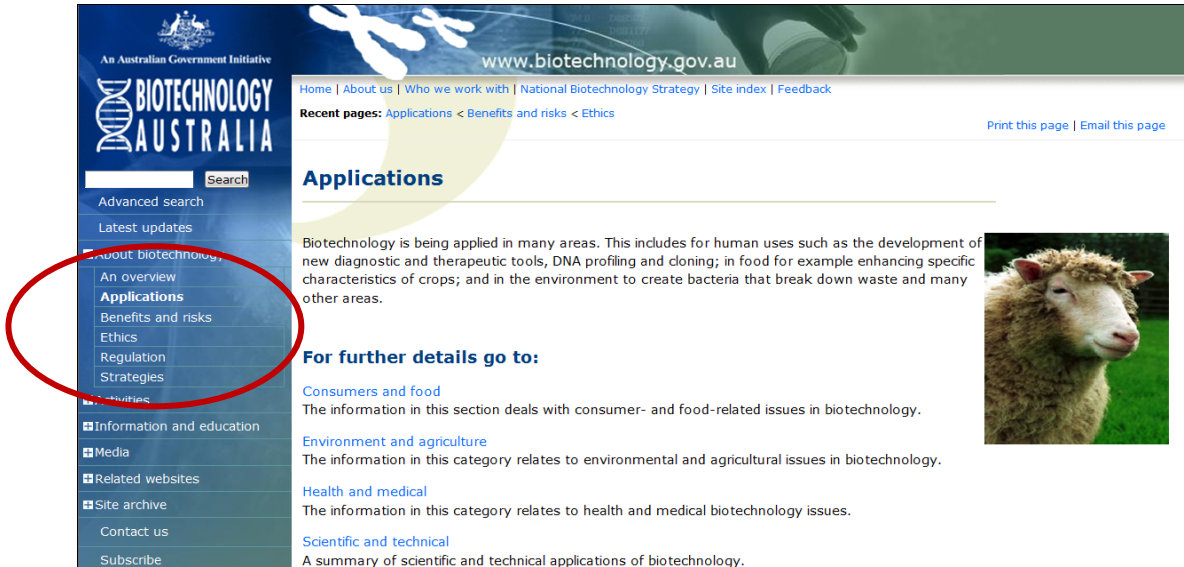 An Australian Government Initiative
www.biotechnology.gov.au
BIOTECHNOLOGY
AUSTRALIA
Home | About us | Who we work with | National Biotechnology Strategy | Site index | Feedback
Recent pages: Applications < Benefits and risks < Ethics
Print this page | Email this page
Search
Advanced search
Latest updates
About biotechnology
An overview
Applications
Benefits and risks
Ethics
Regulation
Strategies
Activities
Information and education
Media
Related websites
Site archive
Contact us
Subscribe
Applications
Biotechnology is being applied in many areas. This includes for human uses such as the development of
new diagnostic and therapeutic tools, DNA profiling and cloning; in food for example enhancing specific
characteristics of crops; and in the environment to create bacteria that break down waste and many
other areas.
For further details go to:
Consumers and food
The information in this section deals with consumer- and food-related issues in biotechnology.
Environment and agriculture
The information in this category relates to environmental and agricultural issues in biotechnology.
Health and medical
The information in this category relates to health and medical biotechnology issues.
Scientific and technical
A summary of scientific and technical applications of biotechnology.